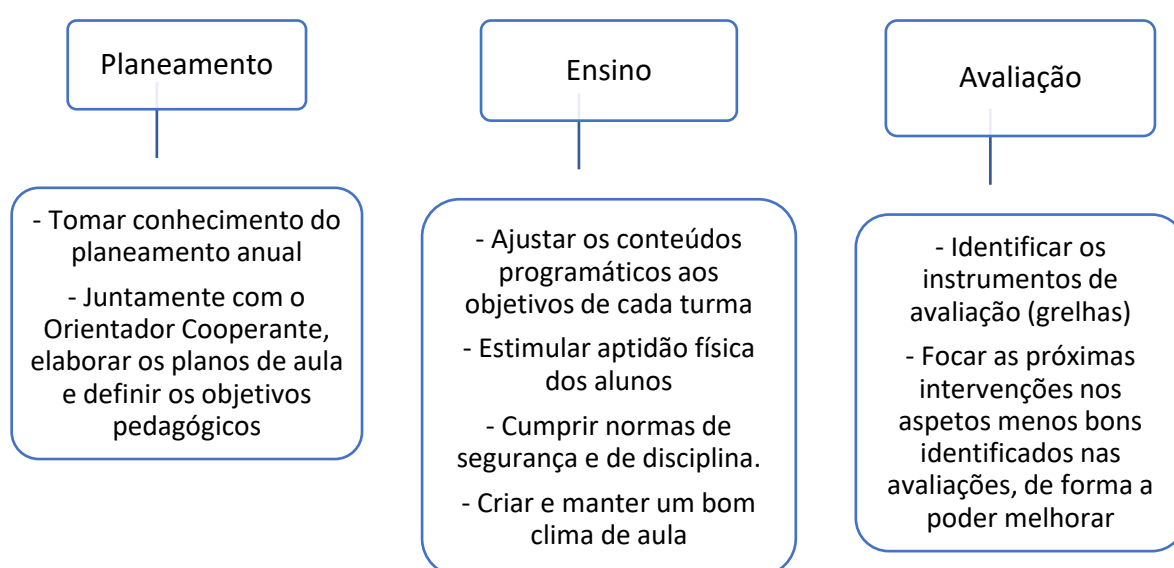 Planeamento
- Tomar conhecimento do
planeamento anual
- Juntamente com o
Orientador Cooperante,
elaborar os planos de aula
e definir os objetivos
pedagógicos
Ensino
- Ajustar os conteúdos
programáticos aos
objetivos de cada turma
- Estimular aptidão física
dos alunos
- Cumprir normas de
segurança e de disciplina.
- Criar e manter um bom
clima de aula
Avaliação
- Identificar os
instrumentos de
avaliação (grelhas)
- Focar as próximas
intervenções nos
aspetos menos bons
identificados nas
avaliações, de forma a
poder melhorar